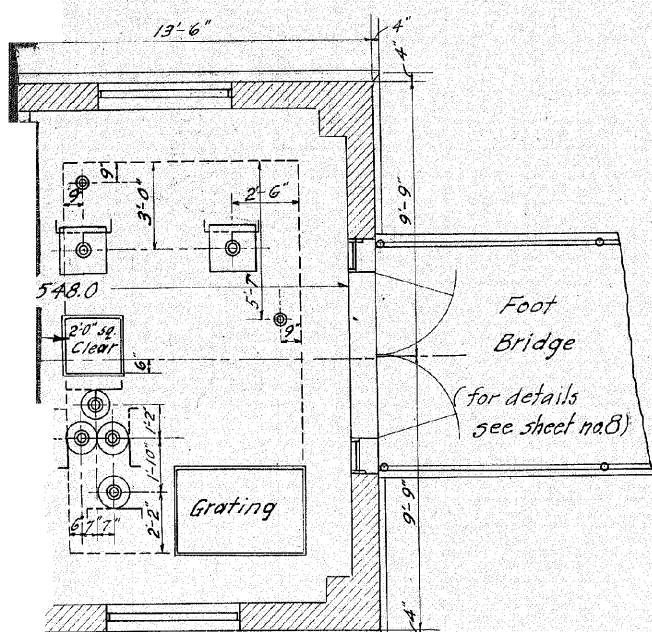 13'-6"
4"
4"
9"
9"
3'-0"
2'-6"
9'-9"
548.0
5'-7"
9"
2'-0" sq.
Clear
6"
Foot
Bridge
(for details
see sheet no.8)
1'-2"
1'-10"
2'-2"
6" 7" 7"
Grating
9'-9"
4"